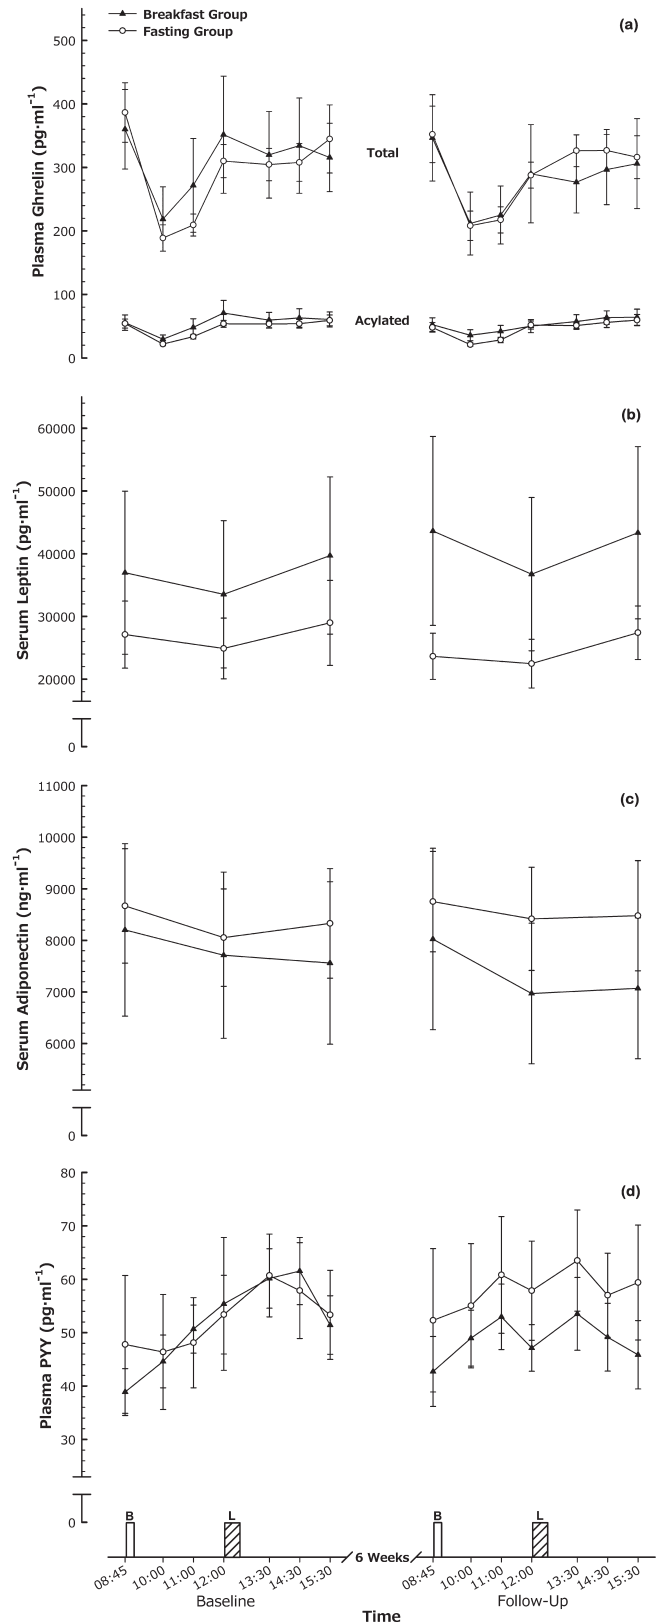 Breakfast Group
Fasting Group
(a)
500
400
300
200
100
0
Plasma Ghrelin (pg·ml⁻¹)
Total
Acylated
(b)
60000
50000
40000
30000
20000
0
Serum Leptin (pg·ml⁻¹)
(c)
11000
10000
9000
8000
7000
6000
0
Serum Adiponectin (ng·ml⁻¹)
(d)
80
70
60
50
40
30
0
Plasma PYY (pg·ml⁻¹)
B L B L
6 Weeks
08:45 10:00 11:00 12:00 13:30 14:30 15:30 08:45 10:00 11:00 12:00 13:30 14:30 15:30
Baseline Follow-Up
Time